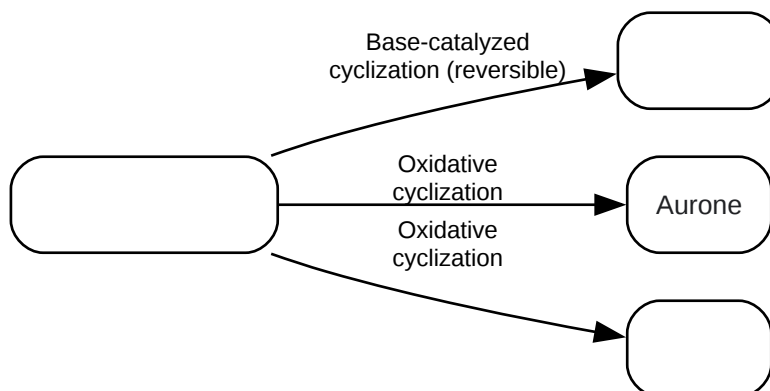 Base-catalyzed
cyclization (reversible)
Oxidative
cyclization
Aurone
Oxidative
cyclization